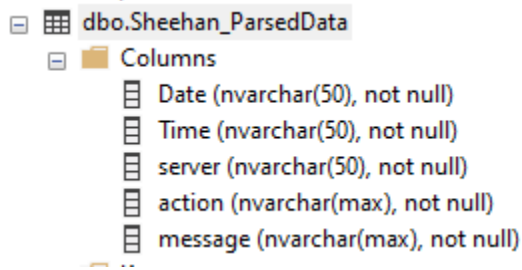 dbo.Sheehan_ParsedData
Columns
Date (nvarchar(50), not null)
Time (nvarchar(50), not null)
server (nvarchar(50), not null)
action (nvarchar(max), not null)
message (nvarchar(max), not null)